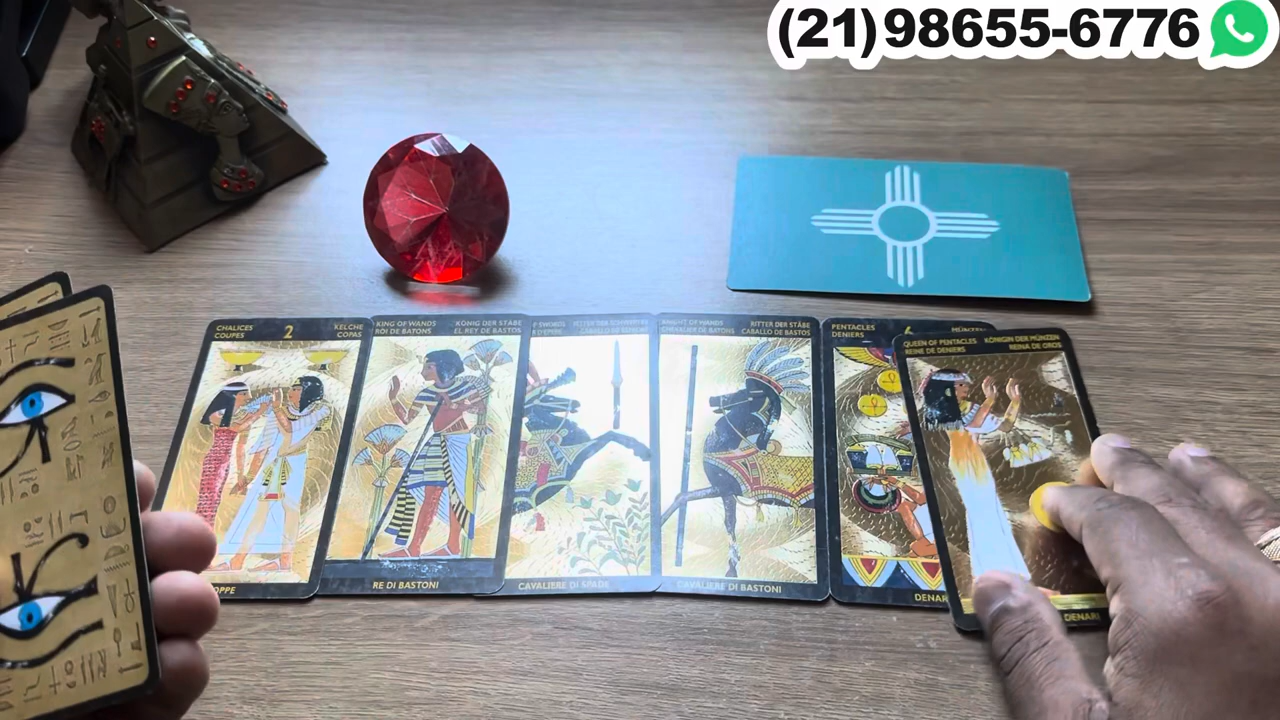 (21)98655-6776
CHALICES
COUPES
2
KELCHE
COPAS
OPPE
KING OF WANDS
ROI DE BATONS
KÖNIG DER STÄBE
EL REY DE BASTOS
RE DI BASTONI
CAVALIERE DI SPADE
KNIGHT OF WANDS
CHEVALIER DE BATONS
RITTER DER STÄBE
CABALLO DE BASTOS
CAVALIERE DI BASTONI
PENTACLES
DENIERS
6
DENAR
QUEEN OF PENTACLES
REINE DE DENIERS
KÖNIGIN DER MÜNZEN
REINA DE OROS
DENARI